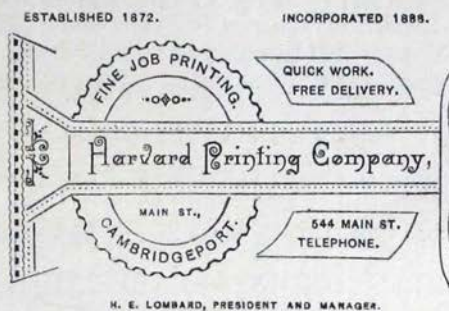 ESTABLISHED 1872. INCORPORATED 1888.
FINE JOB PRINTING.
QUICK WORK.
FREE DELIVERY.
Harvard Printing Company,
MAIN ST.,
CAMBRIDGEPORT.
544 MAIN ST.
TELEPHONE.
H. E. LOMBARD, PRESIDENT AND MANAGER.